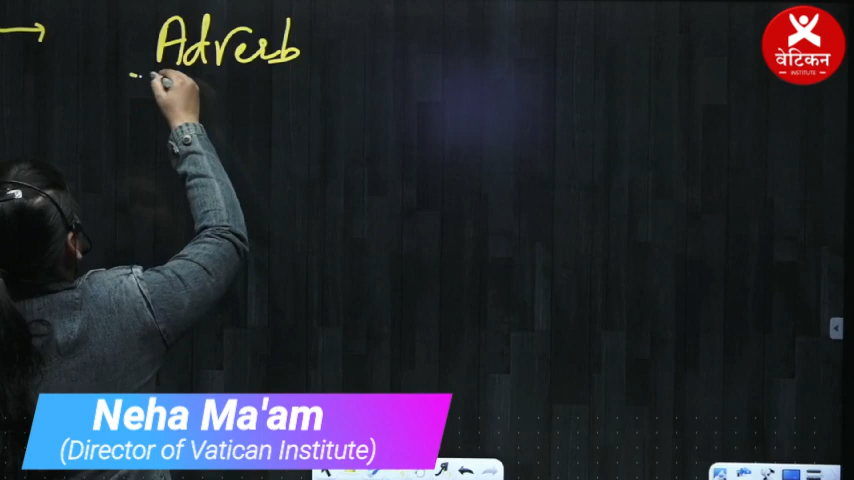 Adverb
वेटिकन
INSTITUTE
Neha Ma'am
(Director of Vatican Institute)